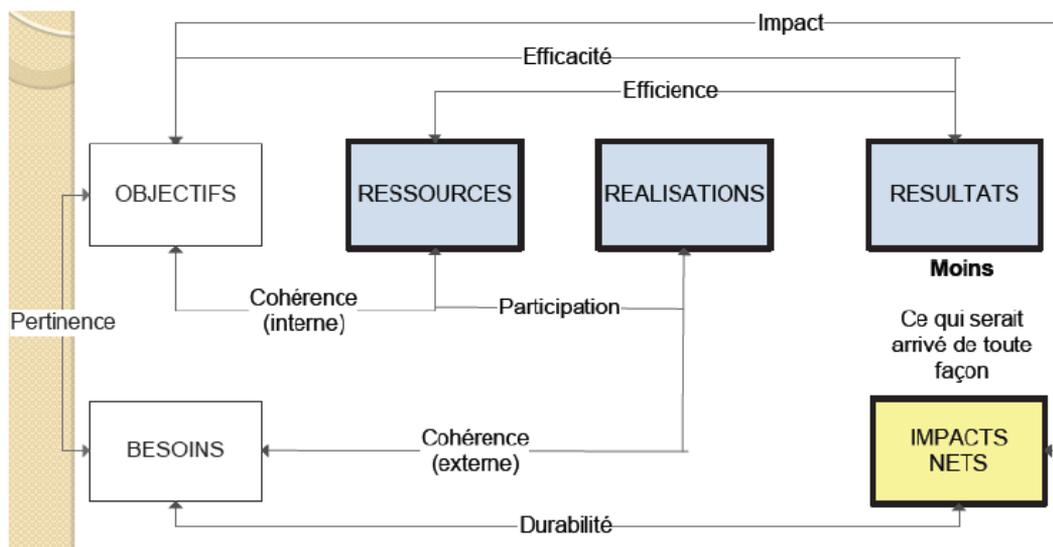 Impact
Efficacité
Efficience
OBJECTIFS
RESSOURCES
REALISATIONS
RESULTATS
Moins
Cohérence
(interne)
Participation
Pertinence
Ce qui serait
arrivé de toute
façon
BESOINS
Cohérence
(externe)
IMPACTS
NETS
Durabilité